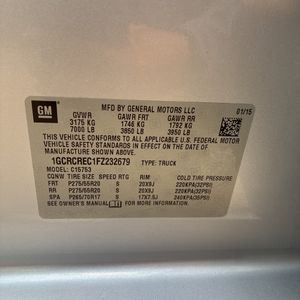 GM
MFD BY GENERAL MOTORS LLC
01/15
GVWR GAWR FRT GAWR RR
3175 KG 1746 KG 1792 KG
7000 LB 3850 LB 3950 LB
THIS VEHICLE CONFORMS TO ALL
APPLICABLE U.S. FEDERAL MOTOR
VEHICLE SAFETY STANDARDS IN
EFFECT ON THE DATE OF
MANUFACTURE SHOWN ABOVE.
1GCRCREC1FZ232679 TYPE: TRUCK
MODEL: C15753
TIRE SIZE SPEED RTG RIM COLD TIRE PRESSURE
FRT P275/55R20 S 20X9J 220KPA(32PSI)
RR P275/55R20 S 20X9J 220KPA(32PSI)
SPA P265/70R17 S 17X7.5J 240KPA(35PSI)
SEE OWNER'S MANUAL FOR MORE INFORMATION.